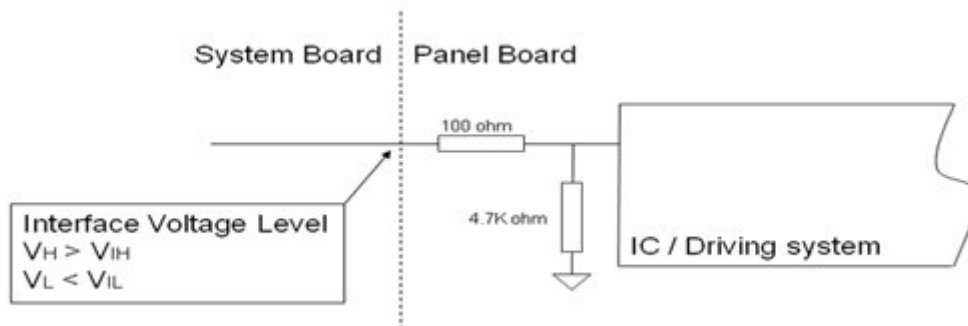 System Board
Panel Board
100 ohm
4.7K ohm
IC / Driving system
Interface Voltage Level
VH > VIH
VL < VIL